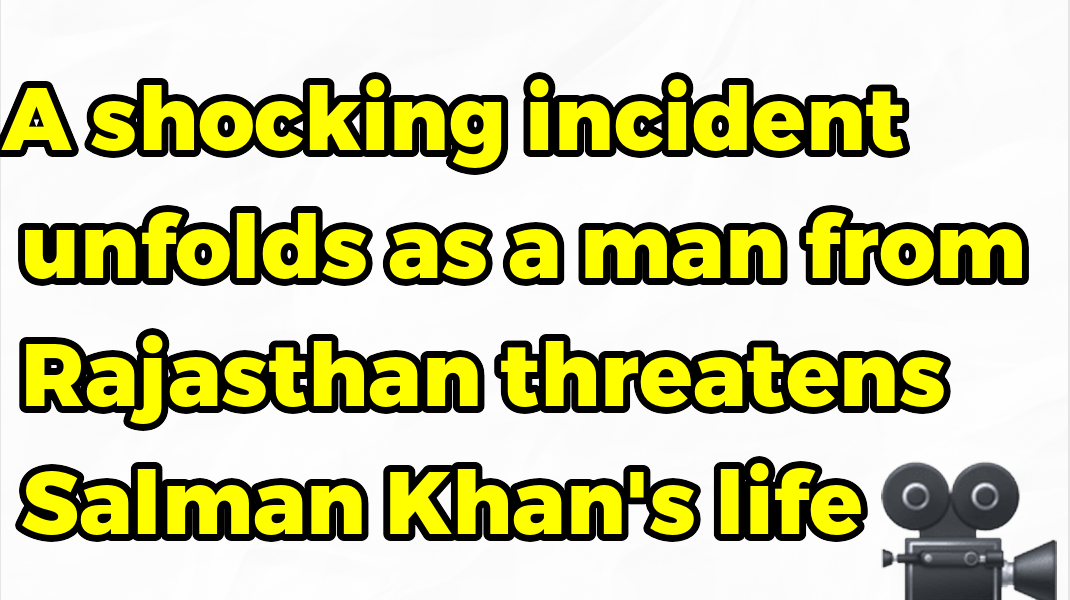 A shocking incident
unfolds as a man from
Rajasthan threatens
Salman Khan's life